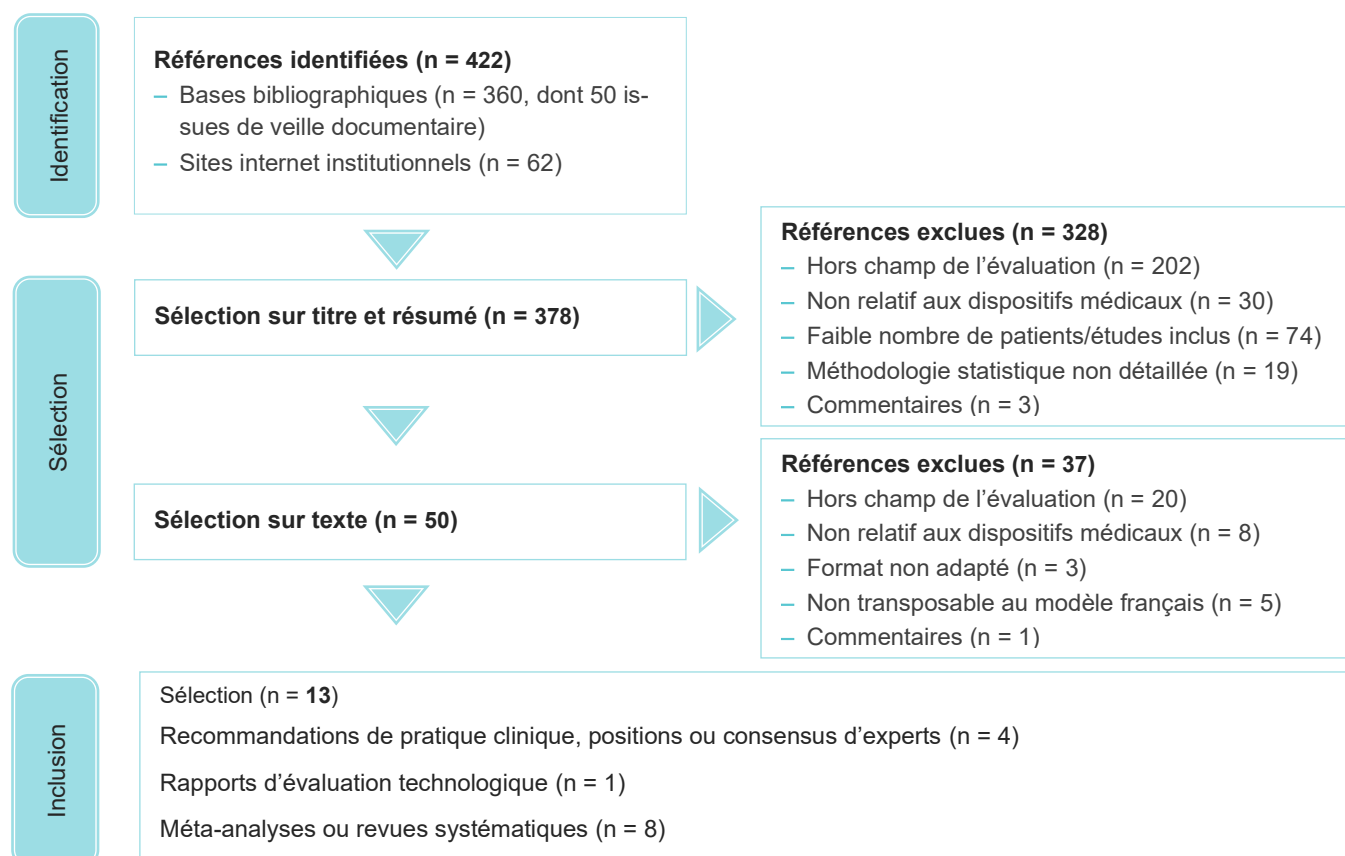 Identification
Références identifiées (n = 422)
– Bases bibliographiques (n = 360, dont 50 is-
sues de veille documentaire)
– Sites internet institutionnels (n = 62)
Sélection
Sélection sur titre et résumé (n = 378)
Références exclues (n = 328)
– Hors champ de l’évaluation (n = 202)
– Non relatif aux dispositifs médicaux (n = 30)
– Faible nombre de patients/études inclus (n = 74)
– Méthodologie statistique non détaillée (n = 19)
– Commentaires (n = 3)
Sélection sur texte (n = 50)
Références exclues (n = 37)
– Hors champ de l’évaluation (n = 20)
– Non relatif aux dispositifs médicaux (n = 8)
– Format non adapté (n = 3)
– Non transposable au modèle français (n = 5)
– Commentaires (n = 1)
Inclusion
Sélection (n = 13)
Recommandations de pratique clinique, positions ou consensus d’experts (n = 4)
Rapports d’évaluation technologique (n = 1)
Méta-analyses ou revues systématiques (n = 8)